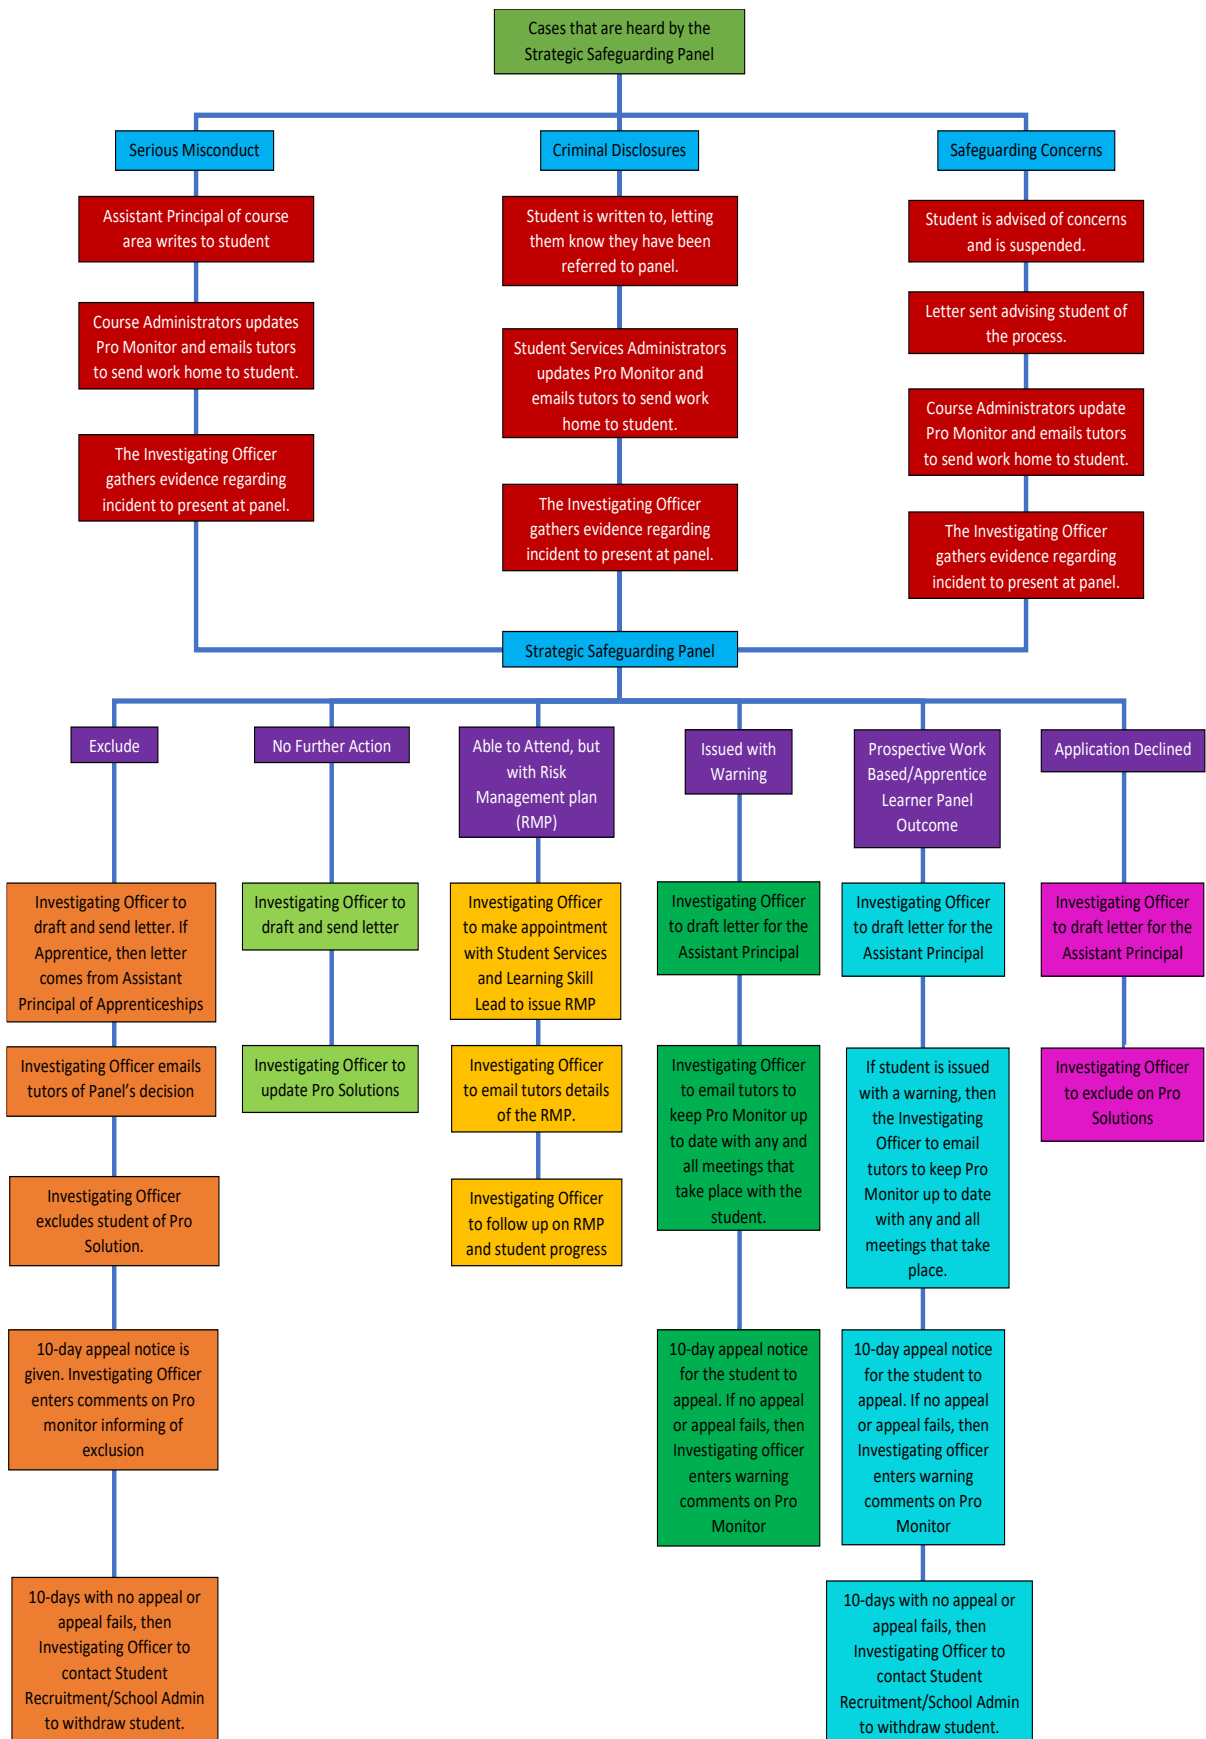 Cases that are heard by the
Strategic Safeguarding Panel
Serious Misconduct
Assistant Principal of course
area writes to student
Course Administrators updates
Pro Monitor and emails tutors
to send work home to student.
The Investigating Officer
gathers evidence regarding
incident to present at panel.
Criminal Disclosures
Student is written to, letting
them know they have been
referred to panel.
Student Services Administrators
updates Pro Monitor and
emails tutors to send work
home to student.
The Investigating Officer
gathers evidence regarding
incident to present at panel.
Safeguarding Concerns
Student is advised of concerns
and is suspended.
Letter sent advising student of
the process.
Course Administrators update
Pro Monitor and emails tutors
to send work home to student.
The Investigating Officer
gathers evidence regarding
incident to present at panel.
Strategic Safeguarding Panel
Exclude
Investigating Officer to
draft and send letter. If
Apprentice, then letter
comes from Assistant
Principal of Apprenticeships
Investigating Officer emails
tutors of Panel’s decision
Investigating Officer
excludes student of Pro
Solution.
10-day appeal notice is
given. Investigating Officer
enters comments on Pro
monitor informing of
exclusion
10-days with no appeal or
appeal fails, then
Investigating Officer to
contact Student
Recruitment/School Admin
to withdraw student.
No Further Action
Investigating Officer to
draft and send letter
Investigating Officer to
update Pro Solutions
Able to Attend, but
with Risk
Management plan
(RMP)
Investigating Officer
to make appointment
with Student Services
and Learning Skill
Lead to issue RMP
Investigating Officer
to email tutors details
of the RMP.
Investigating Officer
to follow up on RMP
and student progress
Issued with
Warning
Investigating Officer
to draft letter for the
Assistant Principal
Investigating Officer
to email tutors to
keep Pro Monitor up
to date with any and
all meetings that
take place with the
student.
10-day appeal notice
for the student to
appeal. If no appeal
or appeal fails, then
Investigating officer
enters warning
comments on Pro
Monitor
Prospective Work
Based/Apprentice
Learner Panel
Outcome
Investigating Officer
to draft letter for the
Assistant Principal
If student is issued
with a warning, then
the Investigating
Officer to email
tutors to keep Pro
Monitor up to date
with any and all
meetings that take
place.
10-day appeal notice
for the student to
appeal. If no appeal
or appeal fails, then
Investigating officer
enters warning
comments on Pro
Monitor
10-days with no appeal or
appeal fails, then
Investigating Officer to
contact Student
Recruitment/School Admin
to withdraw student.
Application Declined
Investigating Officer
to draft letter for the
Assistant Principal
Investigating Officer
to exclude on Pro
Solutions